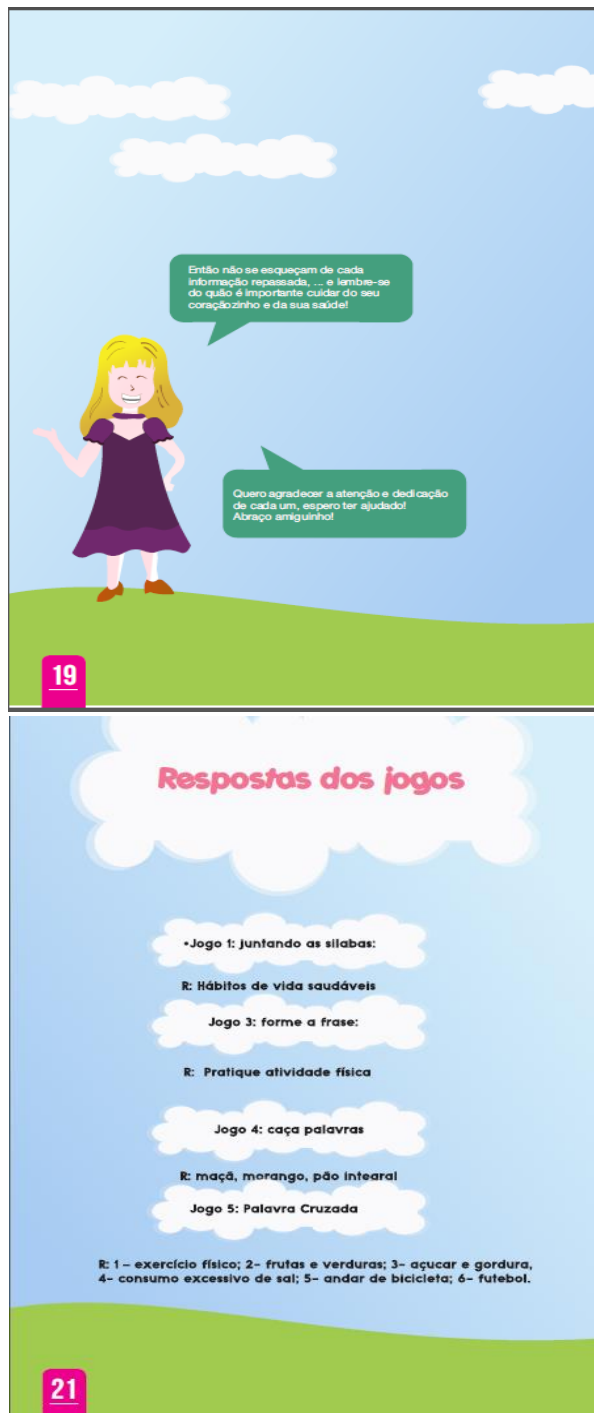 Então não se esqueçam de cada
informação repassada, ... e lembre-se
do quão é importante cuidar do seu
coraçãozinho e da sua saúde!
Quero agradecer a atenção e dedicação
de cada um, espero ter ajudado!
Abraço amiguinho!
19
Respostas dos jogos
•Jogo 1: juntando as sílabas:
R: Hábitos de vida saudáveis
Jogo 3: forme a frase:
R: Pratique atividade física
Jogo 4: caça palavras
R: maçã, morango, pão integral
Jogo 5: Palavra Cruzada
R: 1 – exercício físico; 2- frutas e verduras; 3- açucar e gordura,
4- consumo excessivo de sal; 5- andar de bicicleta; 6- futebol.
21